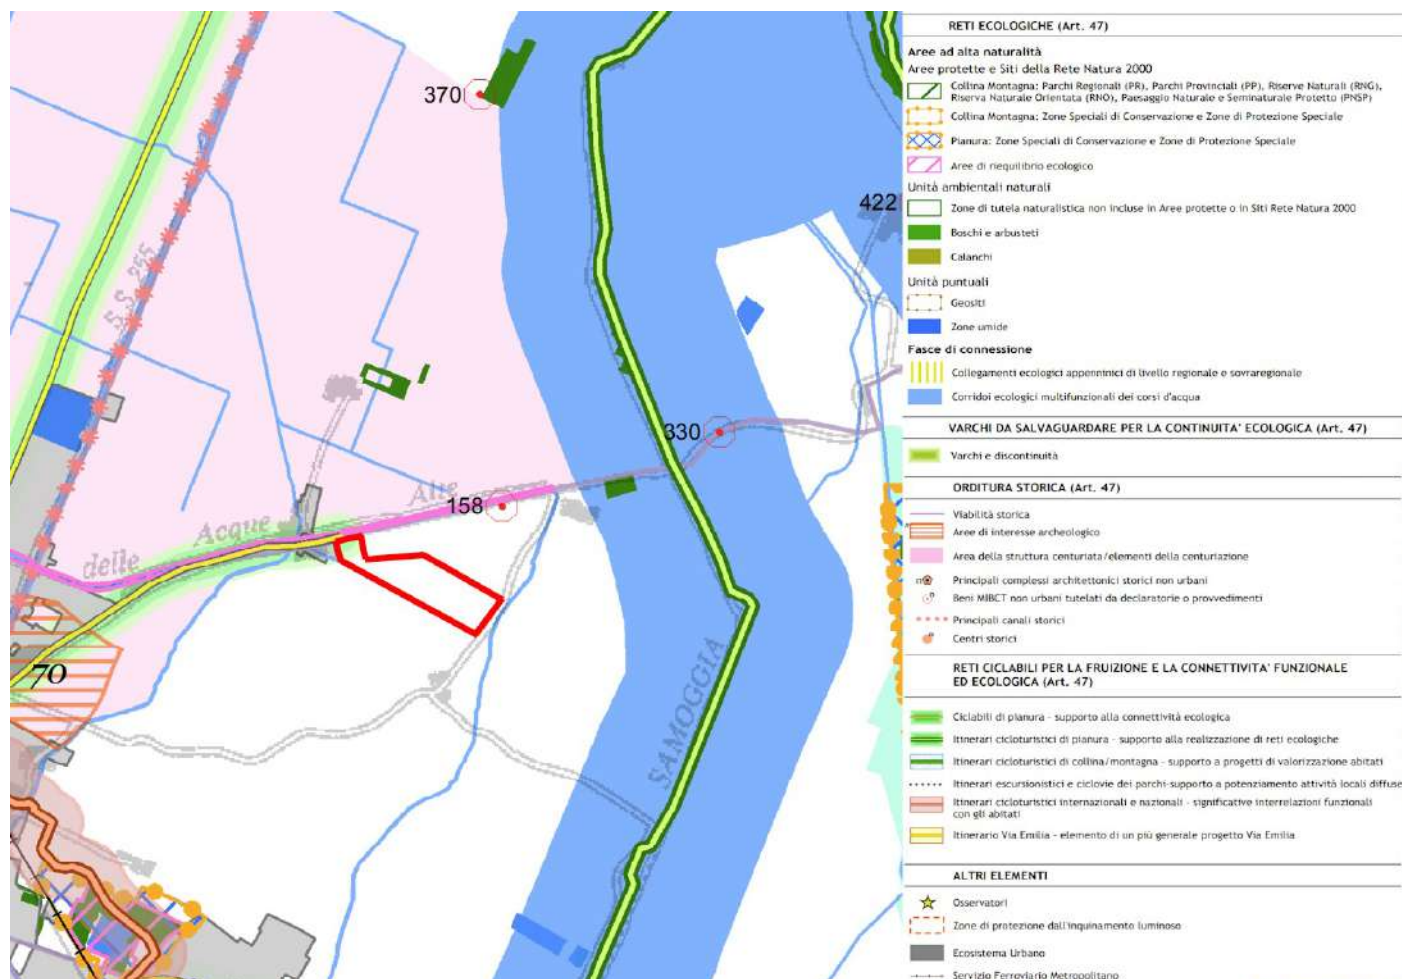 370
422
S.S. 255
330
Alte
158
Acque
delle
70
SAMOGGIA
RETI ECOLOGICHE (Art. 47)
Aree ad alta naturalità
Aree protette e Siti della Rete Natura 2000
Collina Montagna: Parchi Regionali (PR), Parchi Provinciali (PP), Riserve Naturali (RNG),
Riserva Naturale Orientata (RNO), Paesaggio Naturale e Seminaturale Protetto (PNSP)
Collina Montagna: Zone Speciali di Conservazione e Zone di Protezione Speciale
Pianura: Zone Speciali di Conservazione e Zone di Protezione Speciale
Aree di riequilibrio ecologico
Unità ambientali naturali
Zone di tutela naturalistica non incluse in Aree protette o in Siti Rete Natura 2000
Boschi e arbusteti
Calanchi
Unità puntuali
Geositi
Zone umide
Fasce di connessione
Collegamenti ecologici appenninici di livello regionale e sovraregionale
Corridoi ecologici multifunzionali dei corsi d'acqua
VARCHI DA SALVAGUARDARE PER LA CONTINUITA' ECOLOGICA (Art. 47)
Varchi e discontinuità
ORDITURA STORICA (Art. 47)
Viabilità storica
Aree di interesse archeologico
Area della struttura centuriata/elementi della centuriazione
Principali complessi architettonici storici non urbani
Beni MIBCT non urbani tutelati da declaratorie o provvedimenti
Principali canali storici
Centri storici
RETI CICLABILI PER LA FRUIZIONE E LA CONNETTIVITA' FUNZIONALE
ED ECOLOGICA (Art. 47)
Ciclabili di pianura - supporto alla connettività ecologica
Itinerari cicloturistici di pianura - supporto alla realizzazione di reti ecologiche
Itinerari cicloturistici di collina/montagna - supporto a progetti di valorizzazione abitati
Itinerari escursionistici e ciclovie dei parchi-supporto a potenziamento attività locali diffuse
Itinerari cicloturistici internazionali e nazionali - significative interrelazioni funzionali
con gli abitati
Itinerario Via Emilia - elemento di un più generale progetto Via Emilia
ALTRI ELEMENTI
Osservatori
Zone di protezione dall'inquinamento luminoso
Ecosistema Urbano
Servizio Ferroviario Metropolitano